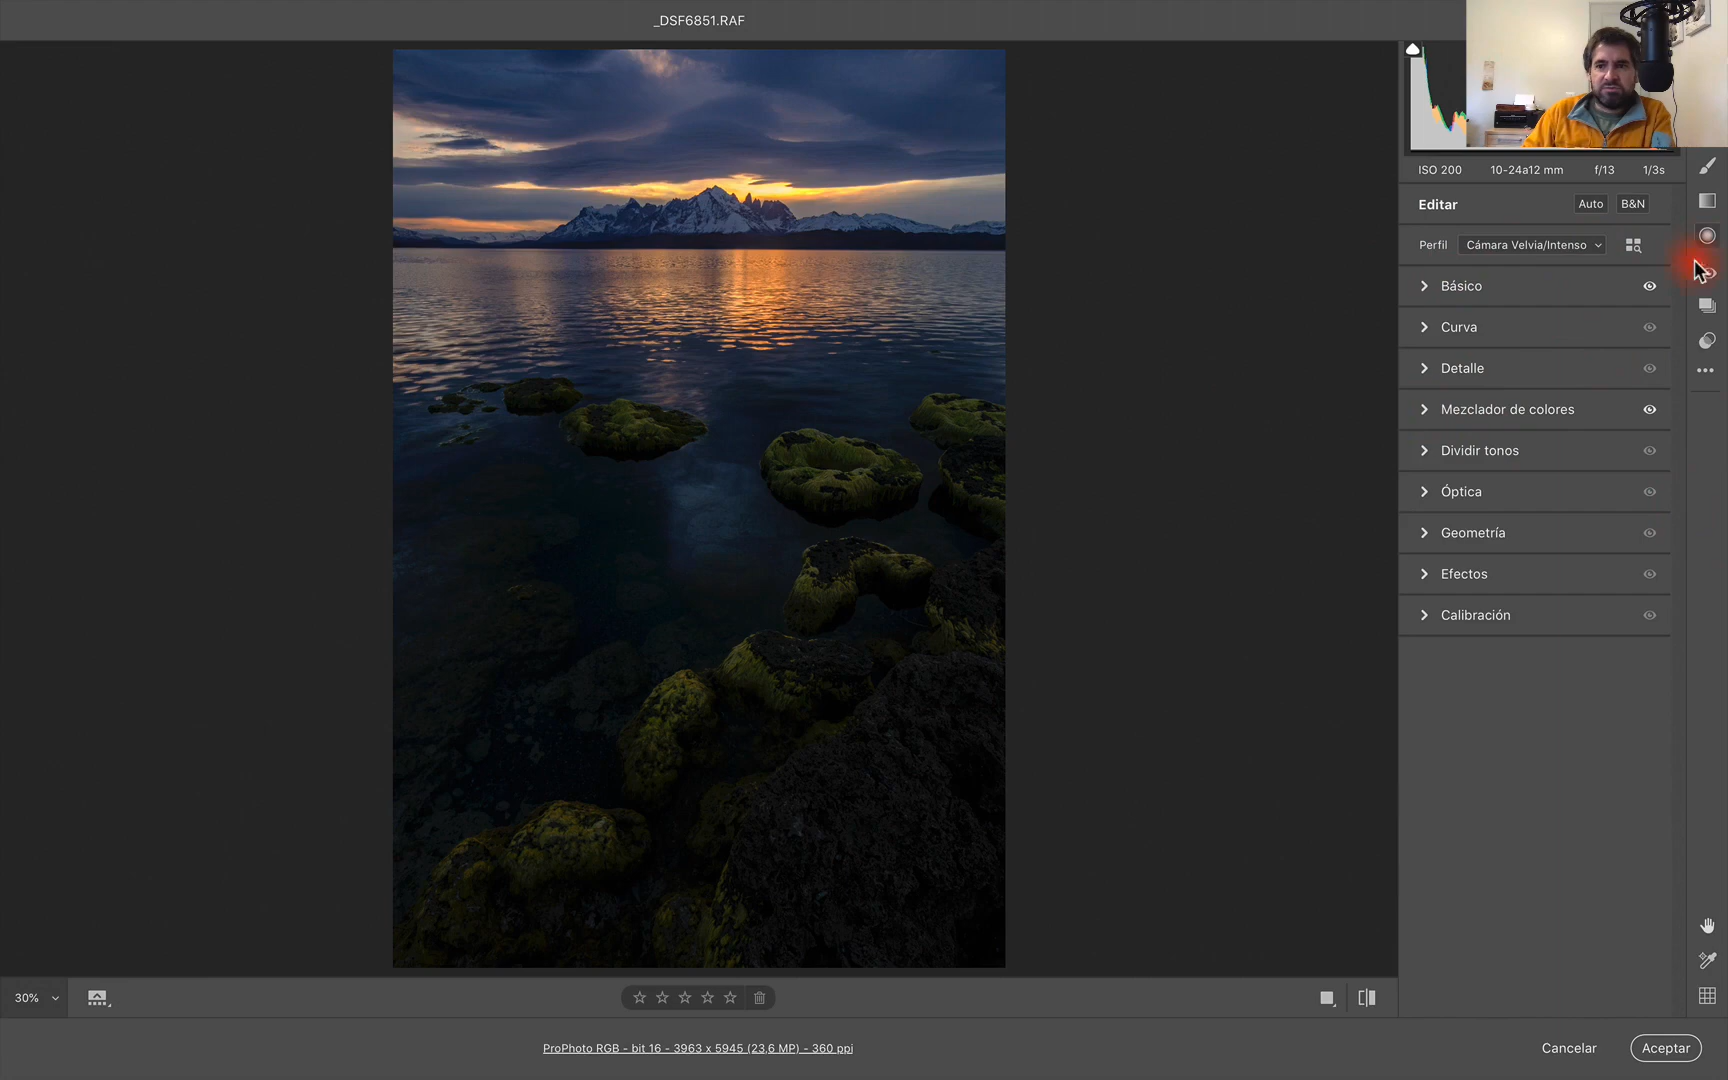 _DSF6851.RAF
ISO 200 10-24a12 mm f/13 1/3s
Editar Auto B&N
Perfil Cámara Velvia/Intenso
Básico
Curva
Detalle
Mezclador de colores
Dividir tonos
Óptica
Geometría
Efectos
Calibración
30%
ProPhoto RGB - bit 16 - 3963 x 5945 (23,6 MP) - 360 ppi
Cancelar Aceptar